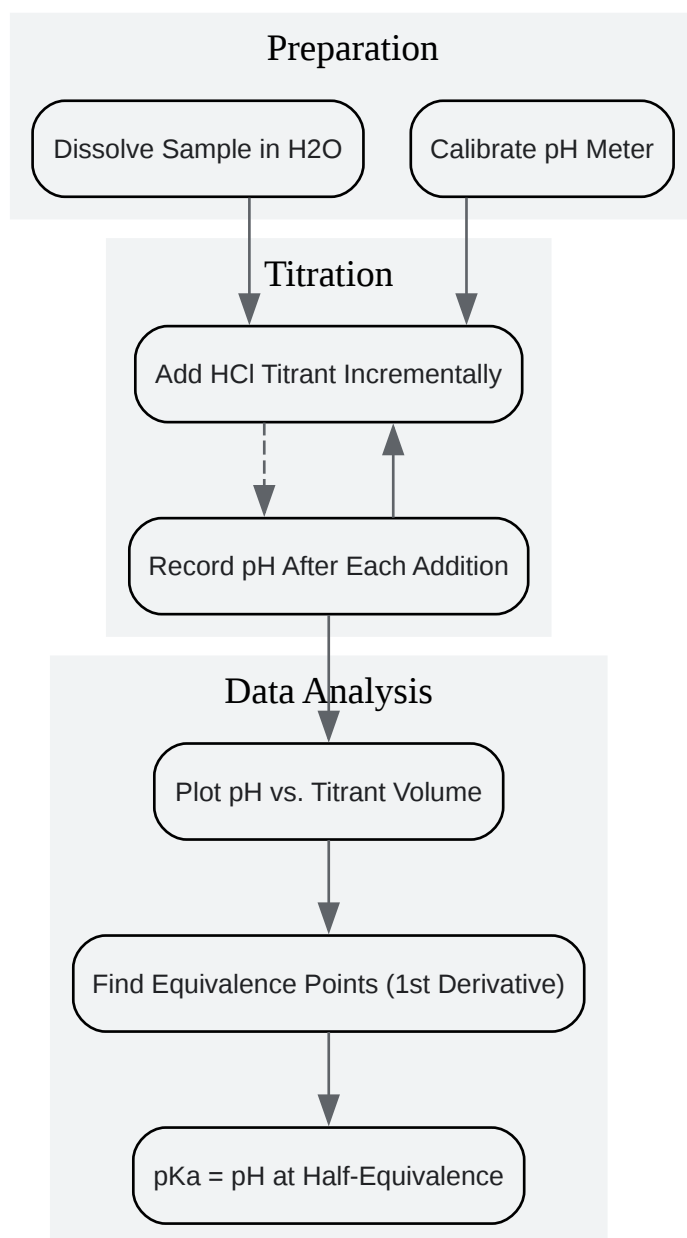 Preparation
Dissolve Sample in H2O
Calibrate pH Meter
Titration
Add HCl Titrant Incrementally
Record pH After Each Addition
Data Analysis
Plot pH vs. Titrant Volume
Find Equivalence Points (1st Derivative)
pKa = pH at Half-Equivalence